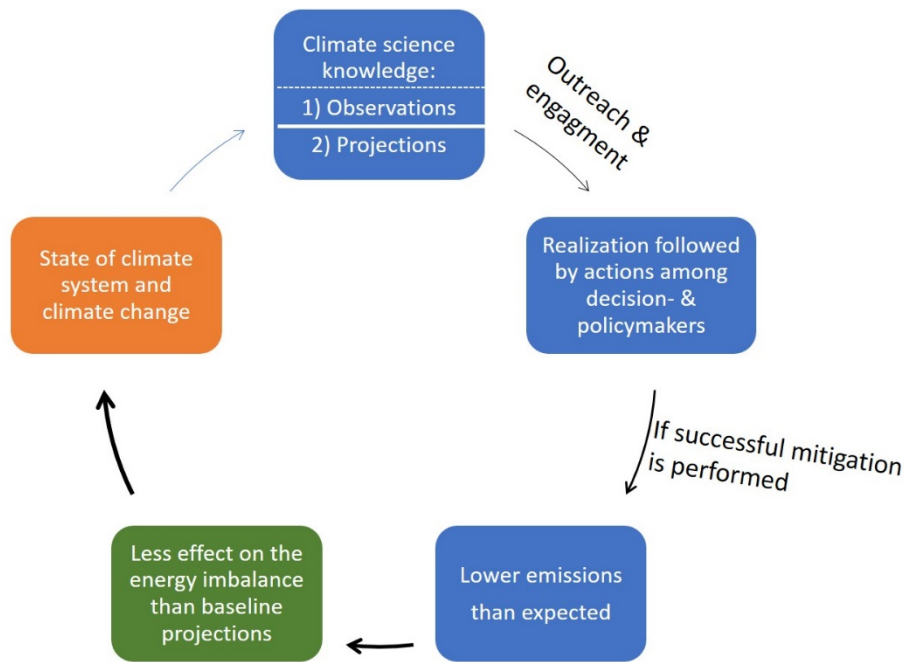 Climate science
knowledge:
1) Observations
2) Projections
Outreach &
engagment
Realization followed
by actions among
decision- &
policymakers
If successful mitigation
is performed
Lower emissions
than expected
Less effect on the
energy imbalance
than baseline
projections
State of climate
system and
climate change